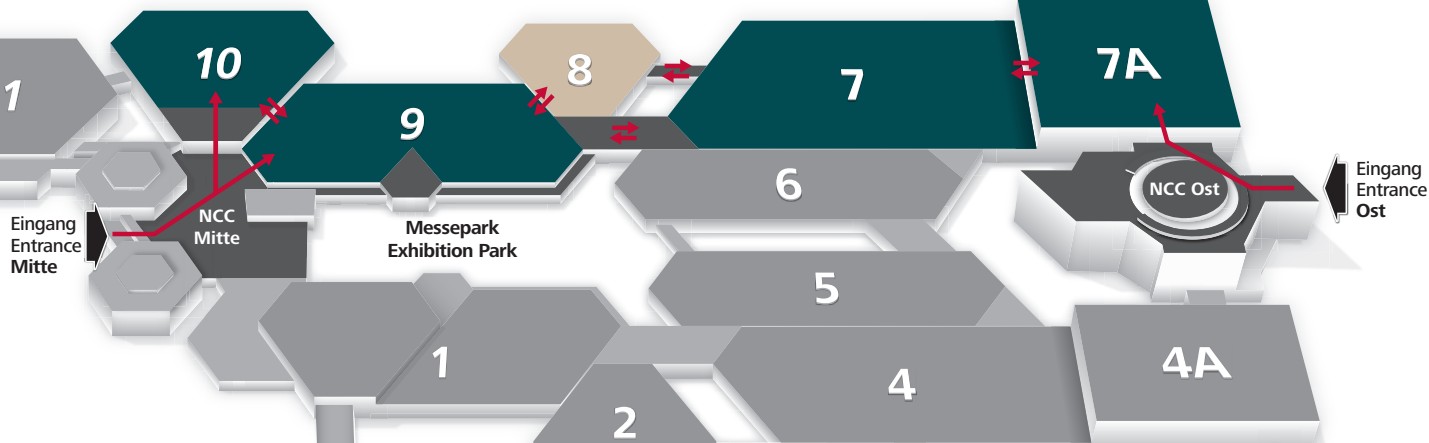 10
8
7
7A
1
9
6
NCC Ost
Eingang
Entrance
Ost
NCC
Mitte
Eingang
Entrance
Mitte
Messepark
Exhibition Park
5
1
4
4A
2